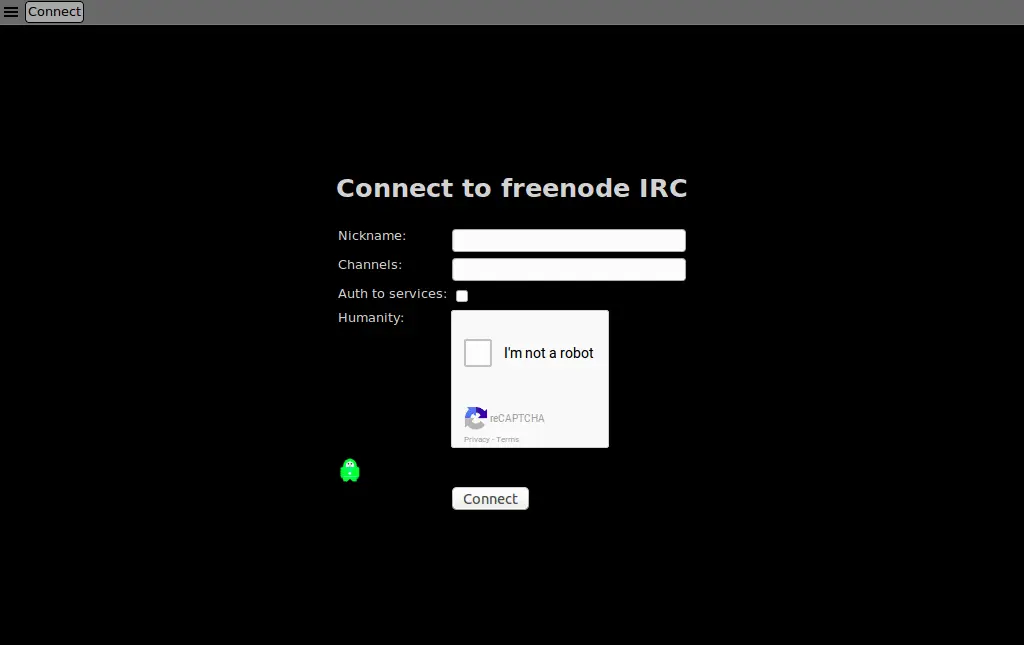 Connect
Connect to freenode IRC
Nickname:
Channels:
Auth to services:
Humanity:
I'm not a robot
reCAPTCHA
Privacy - Terms
Connect